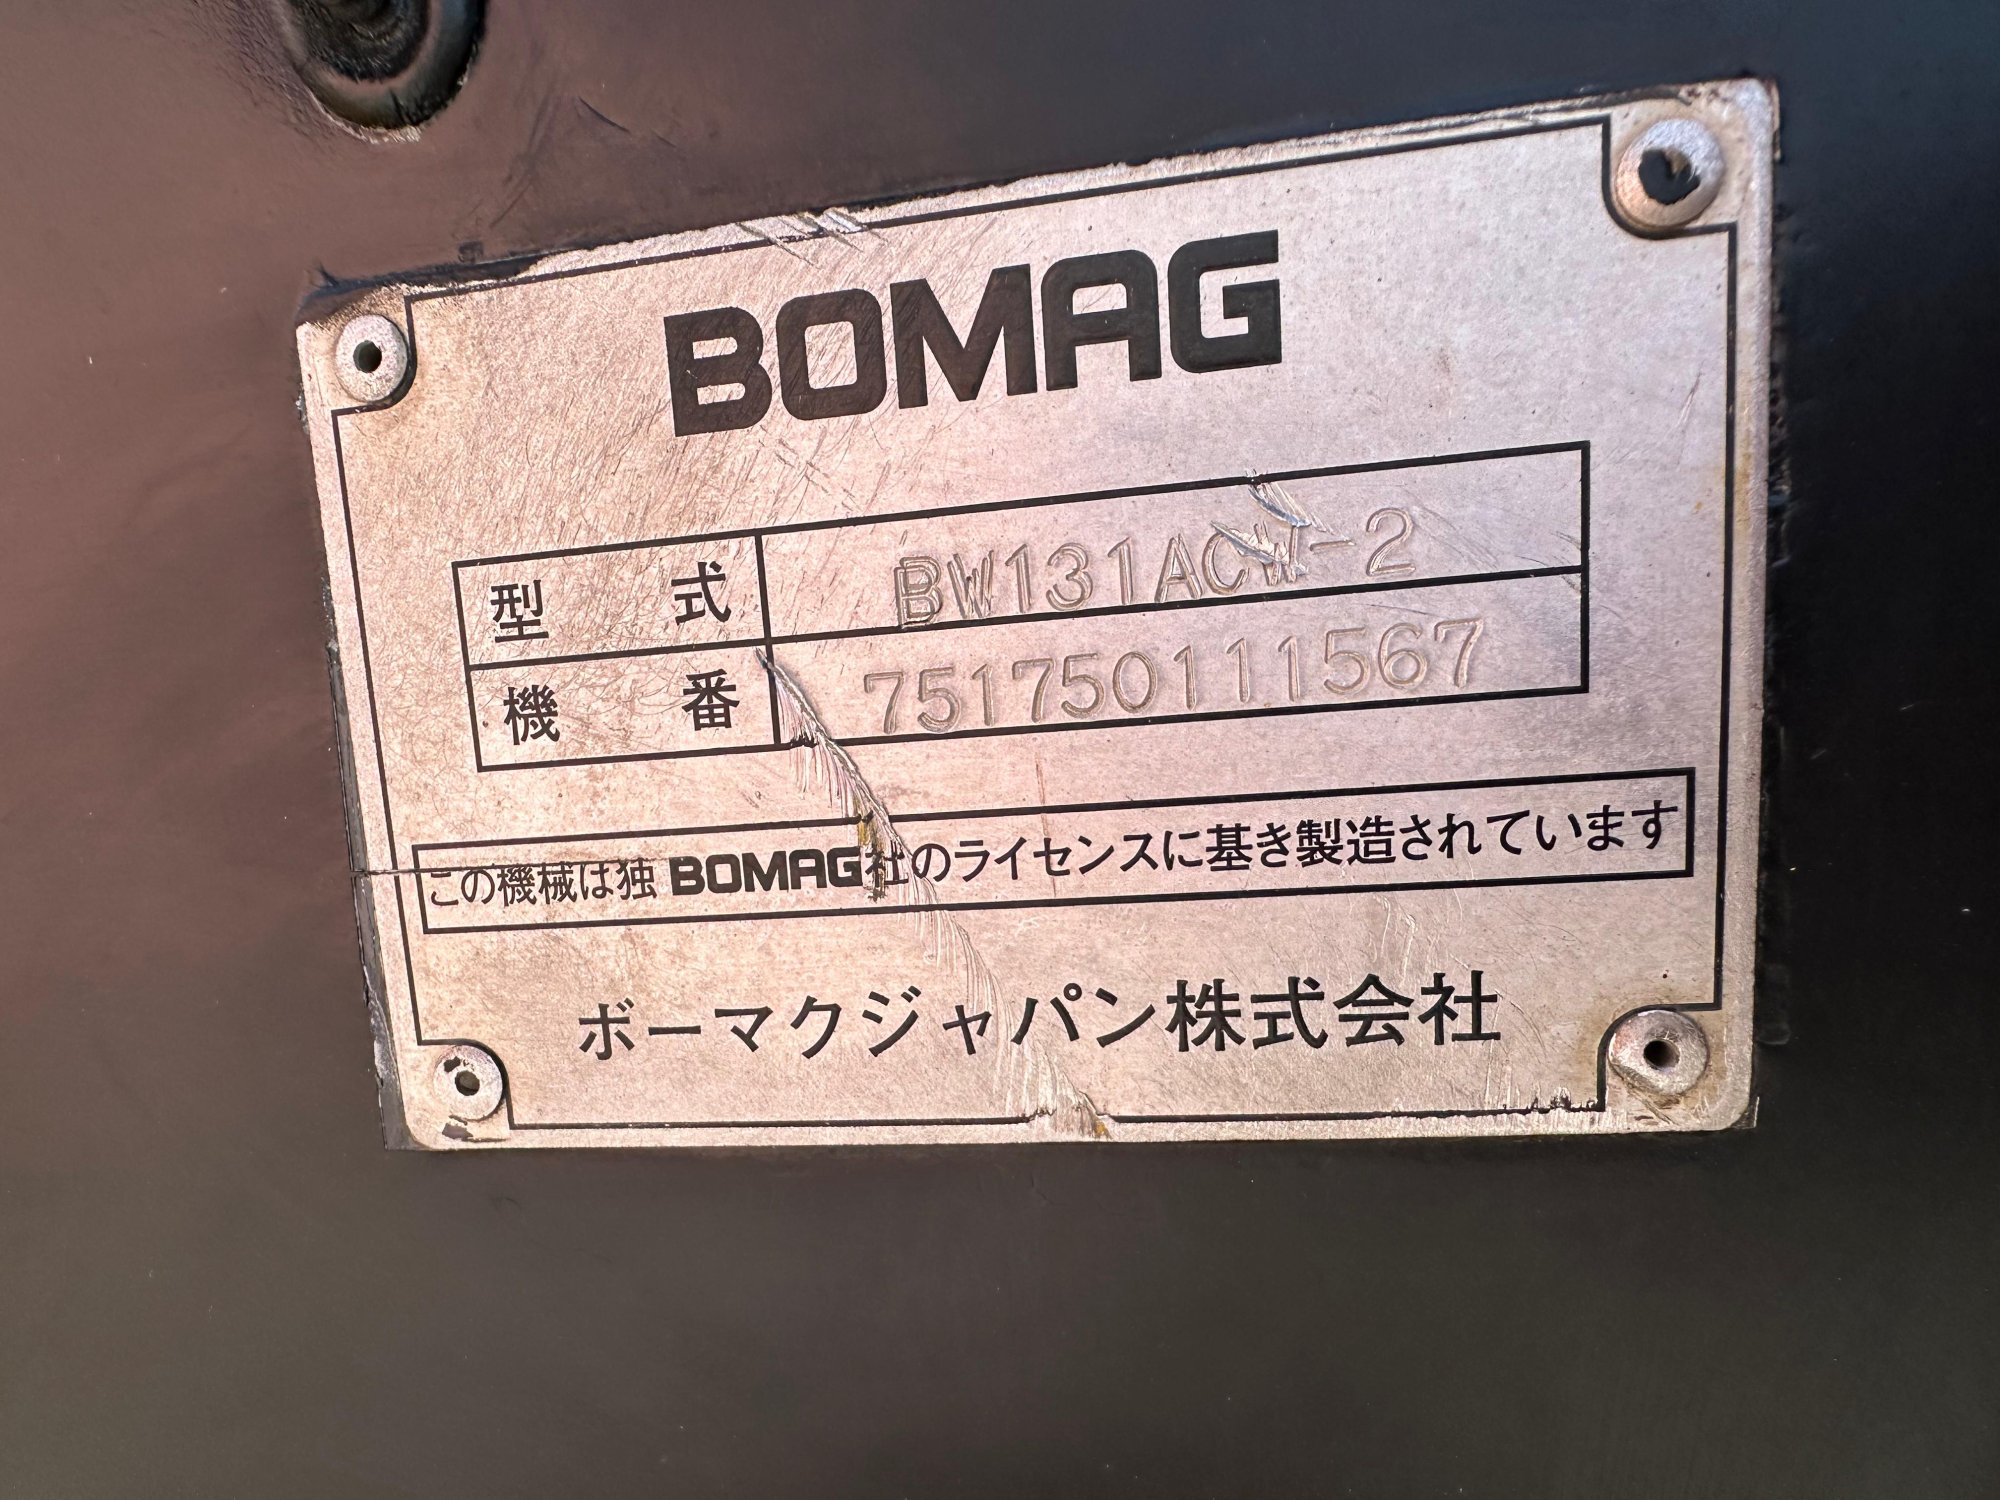 BOMAG
型式 BW131ACW-2
機番 751750111567
この機械は独 BOMAG社のライセンスに基き製造されています
ボーマクジャパン株式会社